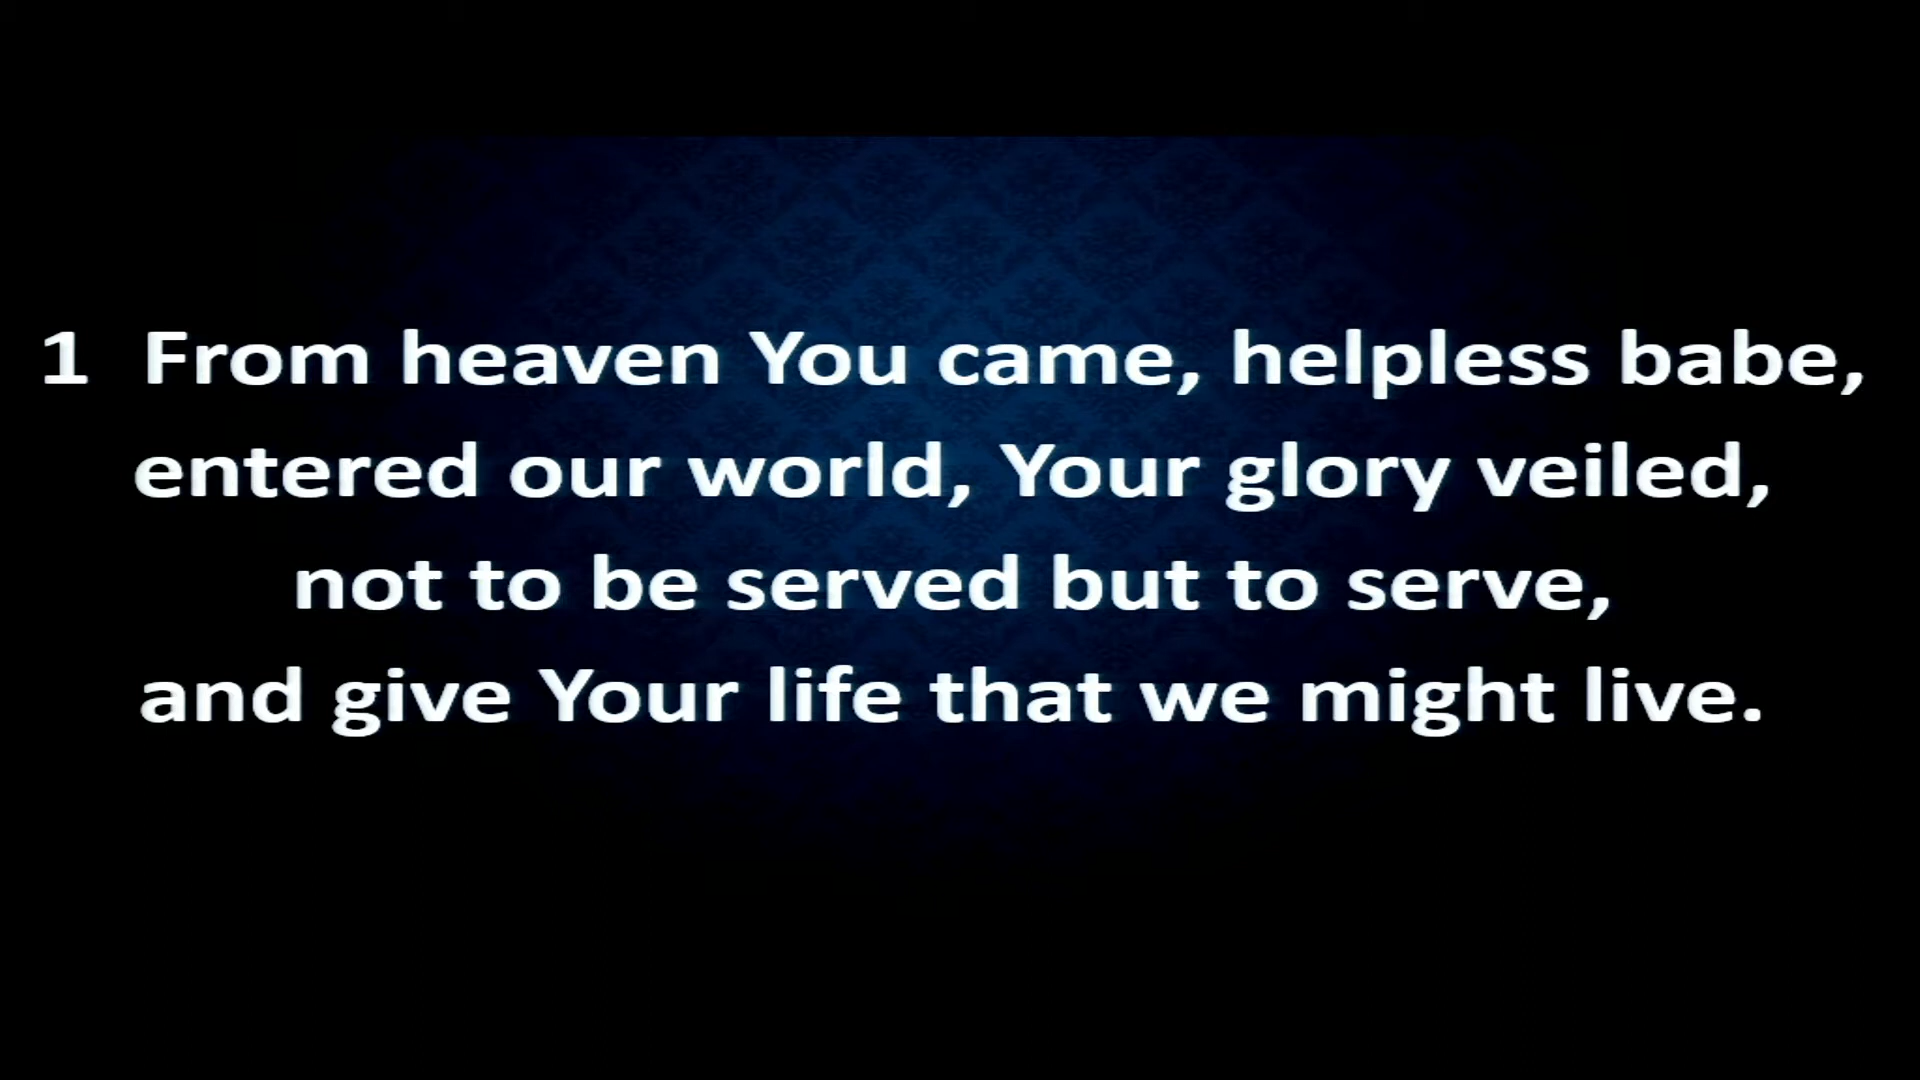 1  From heaven You came, helpless babe,
entered our world, Your glory veiled,
not to be served but to serve,
and give Your life that we might live.